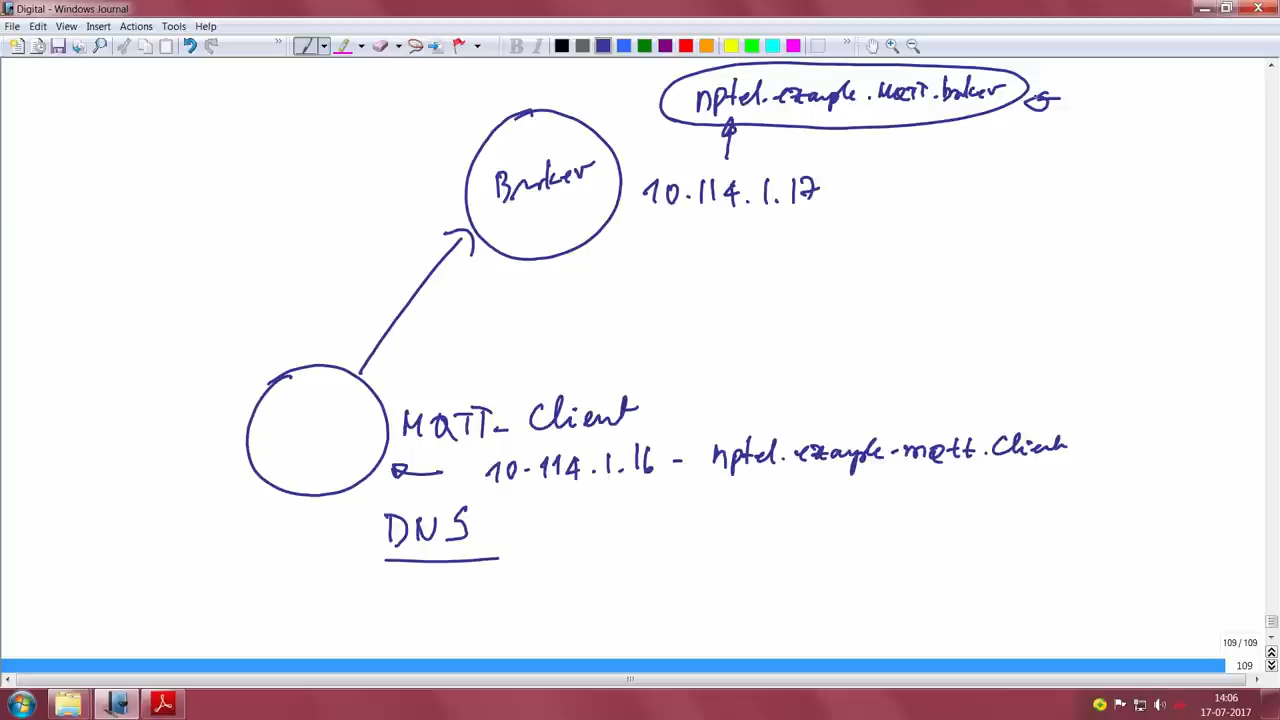 Digital - Windows Journal
File Edit View Insert Actions Tools Help
nptel.example.MQTT.broker
Broker
10.114.1.17
MQTT- Client
10.114.1.16 - nptel.example.mqtt.Client
DNS
109 / 109
109
14:06
17-07-2017